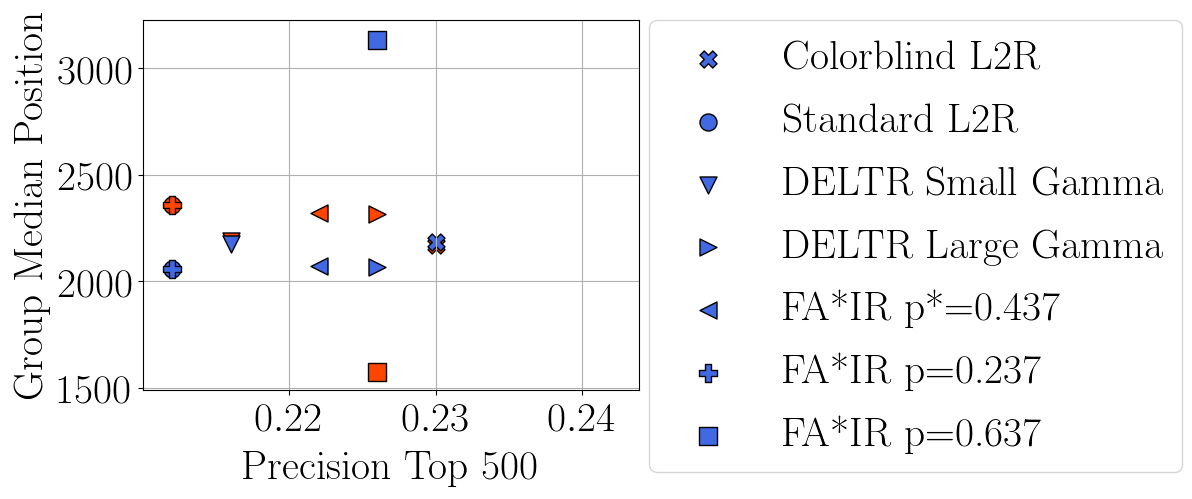 Group Median Position
3000
2500
2000
1500
0.22
0.23
0.24
Precision Top 500
Colorblind L2R
Standard L2R
DELTR Small Gamma
DELTR Large Gamma
FA*IR p*=0.437
FA*IR p=0.237
FA*IR p=0.637